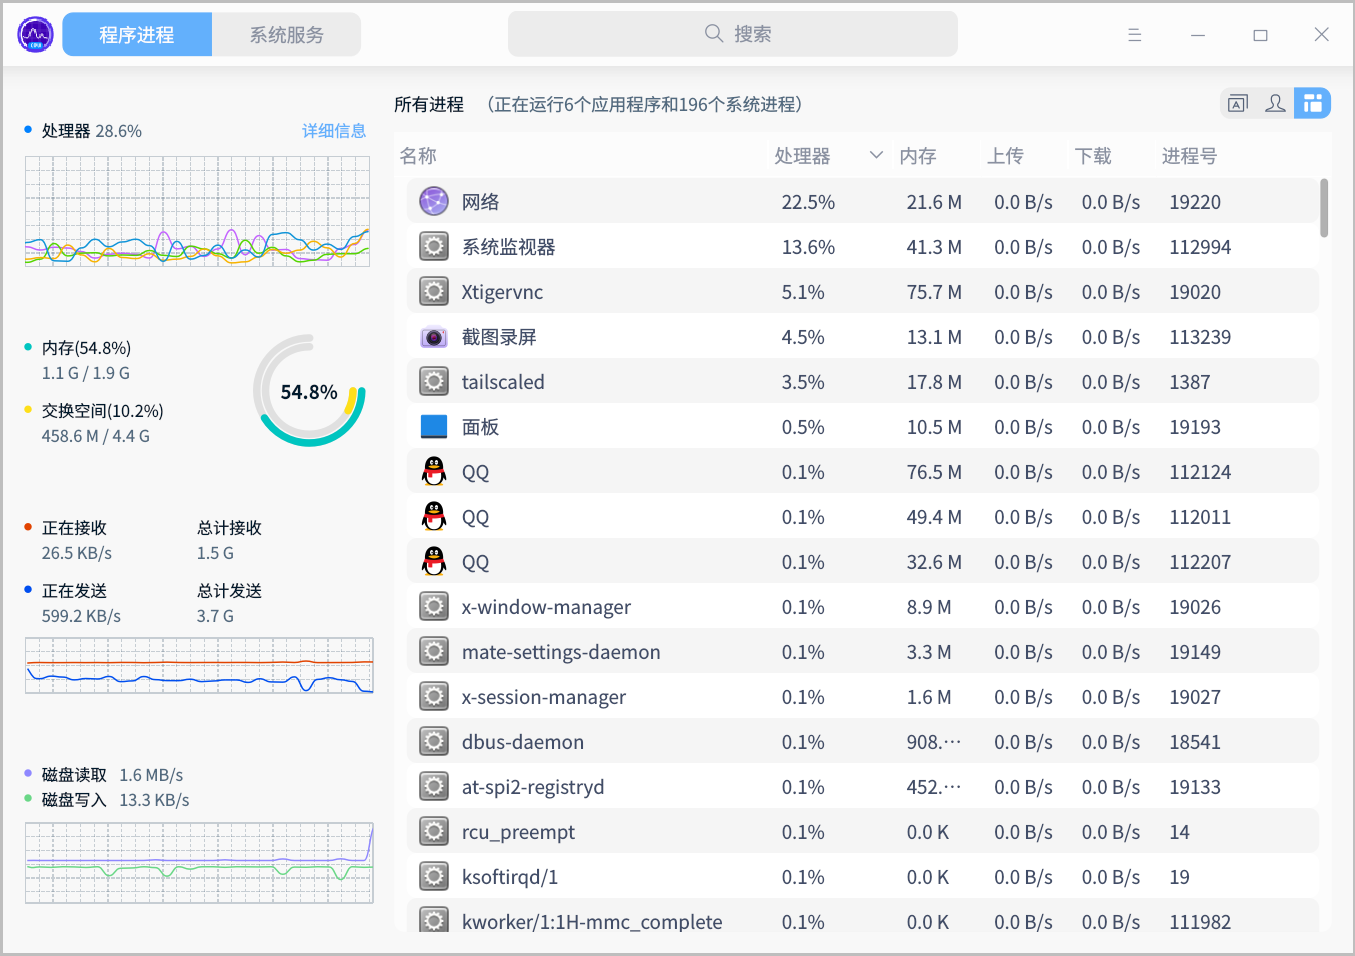 程序进程 系统服务 搜索
处理器 28.6% 详细信息
内存(54.8%)
1.1 G / 1.9 G
交换空间(10.2%)
458.6 M / 4.4 G
54.8%
正在接收 总计接收
26.5 KB/s 1.5 G
正在发送 总计发送
599.2 KB/s 3.7 G
磁盘读取 1.6 MB/s
磁盘写入 13.3 KB/s
所有进程 (正在运行6个应用程序和196个系统进程)
名称 处理器 内存 上传 下载 进程号
网络 22.5% 21.6 M 0.0 B/s 0.0 B/s 19220
系统监视器 13.6% 41.3 M 0.0 B/s 0.0 B/s 112994
Xtigervnc 5.1% 75.7 M 0.0 B/s 0.0 B/s 19020
截图录屏 4.5% 13.1 M 0.0 B/s 0.0 B/s 113239
tailscaled 3.5% 17.8 M 0.0 B/s 0.0 B/s 1387
面板 0.5% 10.5 M 0.0 B/s 0.0 B/s 19193
QQ 0.1% 76.5 M 0.0 B/s 0.0 B/s 112124
QQ 0.1% 49.4 M 0.0 B/s 0.0 B/s 112011
QQ 0.1% 32.6 M 0.0 B/s 0.0 B/s 112207
x-window-manager 0.1% 8.9 M 0.0 B/s 0.0 B/s 19026
mate-settings-daemon 0.1% 3.3 M 0.0 B/s 0.0 B/s 19149
x-session-manager 0.1% 1.6 M 0.0 B/s 0.0 B/s 19027
dbus-daemon 0.1% 908.… 0.0 B/s 0.0 B/s 18541
at-spi2-registryd 0.1% 452.… 0.0 B/s 0.0 B/s 19133
rcu_preempt 0.1% 0.0 K 0.0 B/s 0.0 B/s 14
ksoftirqd/1 0.1% 0.0 K 0.0 B/s 0.0 B/s 19
kworker/1:1H-mmc_complete 0.1% 0.0 K 0.0 B/s 0.0 B/s 111982